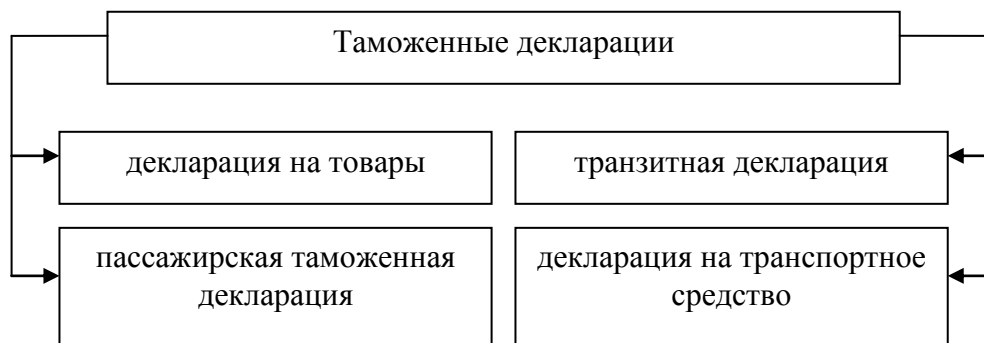 Таможенные декларации
декларация на товары
транзитная декларация
пассажирская таможенная
декларация
декларация на транспортное
средство